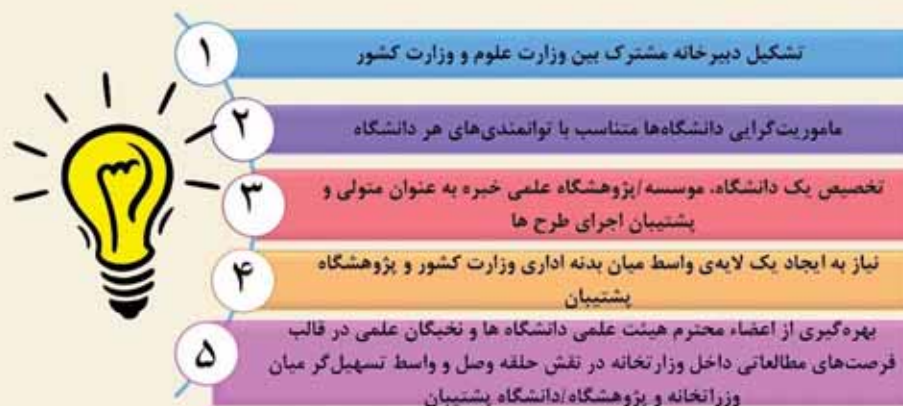 ۱
تشکیل دبیرخانه مشترک بین وزارت علوم و وزارت کشور
۲
ماموریت‌گرایی دانشگاه‌ها متناسب با توانمندی‌های هر دانشگاه
۳
تخصیص یک دانشگاه، موسسه/پژوهشگاه علمی خبره به عنوان متولی و
پشتیبان اجرای طرح ها
۴
نیاز به ایجاد یک لایه‌ی واسط میان بدنه اداری وزارت کشور و پژوهشگاه
پشتیبان
۵
بهره‌گیری از اعضاء محترم هیئت علمی دانشگاه ها و نخبگان علمی در قالب
فرصت‌های مطالعاتی داخل وزارتخانه در نقش حلقه وصل و واسط تسهیل‌گر میان
وزراتخانه و پژوهشگاه/دانشگاه پشتیبان